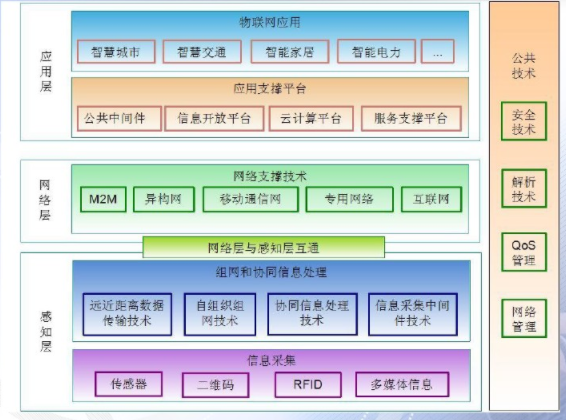 应用层
物联网应用
智慧城市 智慧交通 智能家居 智能电力 ...
应用支撑平台
公共中间件 信息开放平台 云计算平台 服务支撑平台
网络层
网络支撑技术
M2M 异构网 移动通信网 专用网络 互联网
网络层与感知层互通
感知层
组网和协同信息处理
远近距离数据
传输技术
自组织组
网技术
协同信息处理
技术
信息采集中间
件技术
信息采集
传感器 二维码 RFID 多媒体信息
公共
技术
安全
技术
解析
技术
QoS
管理
网络
管理